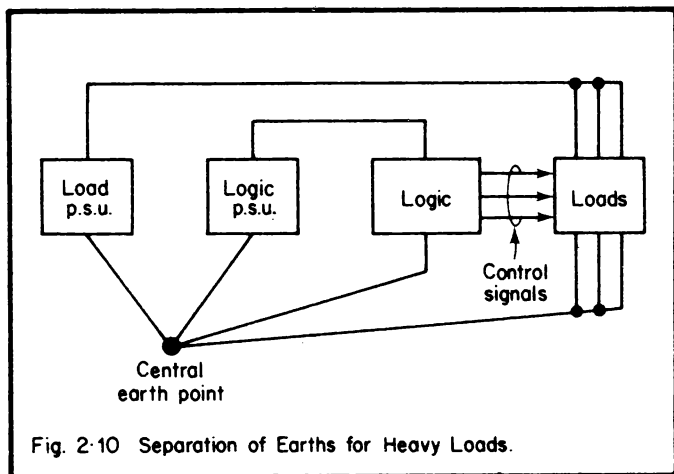 Load
p.s.u.
Logic
p.s.u.
Logic
Loads
Control
signals
Central
earth point
Fig. 2·10 Separation of Earths for Heavy Loads.